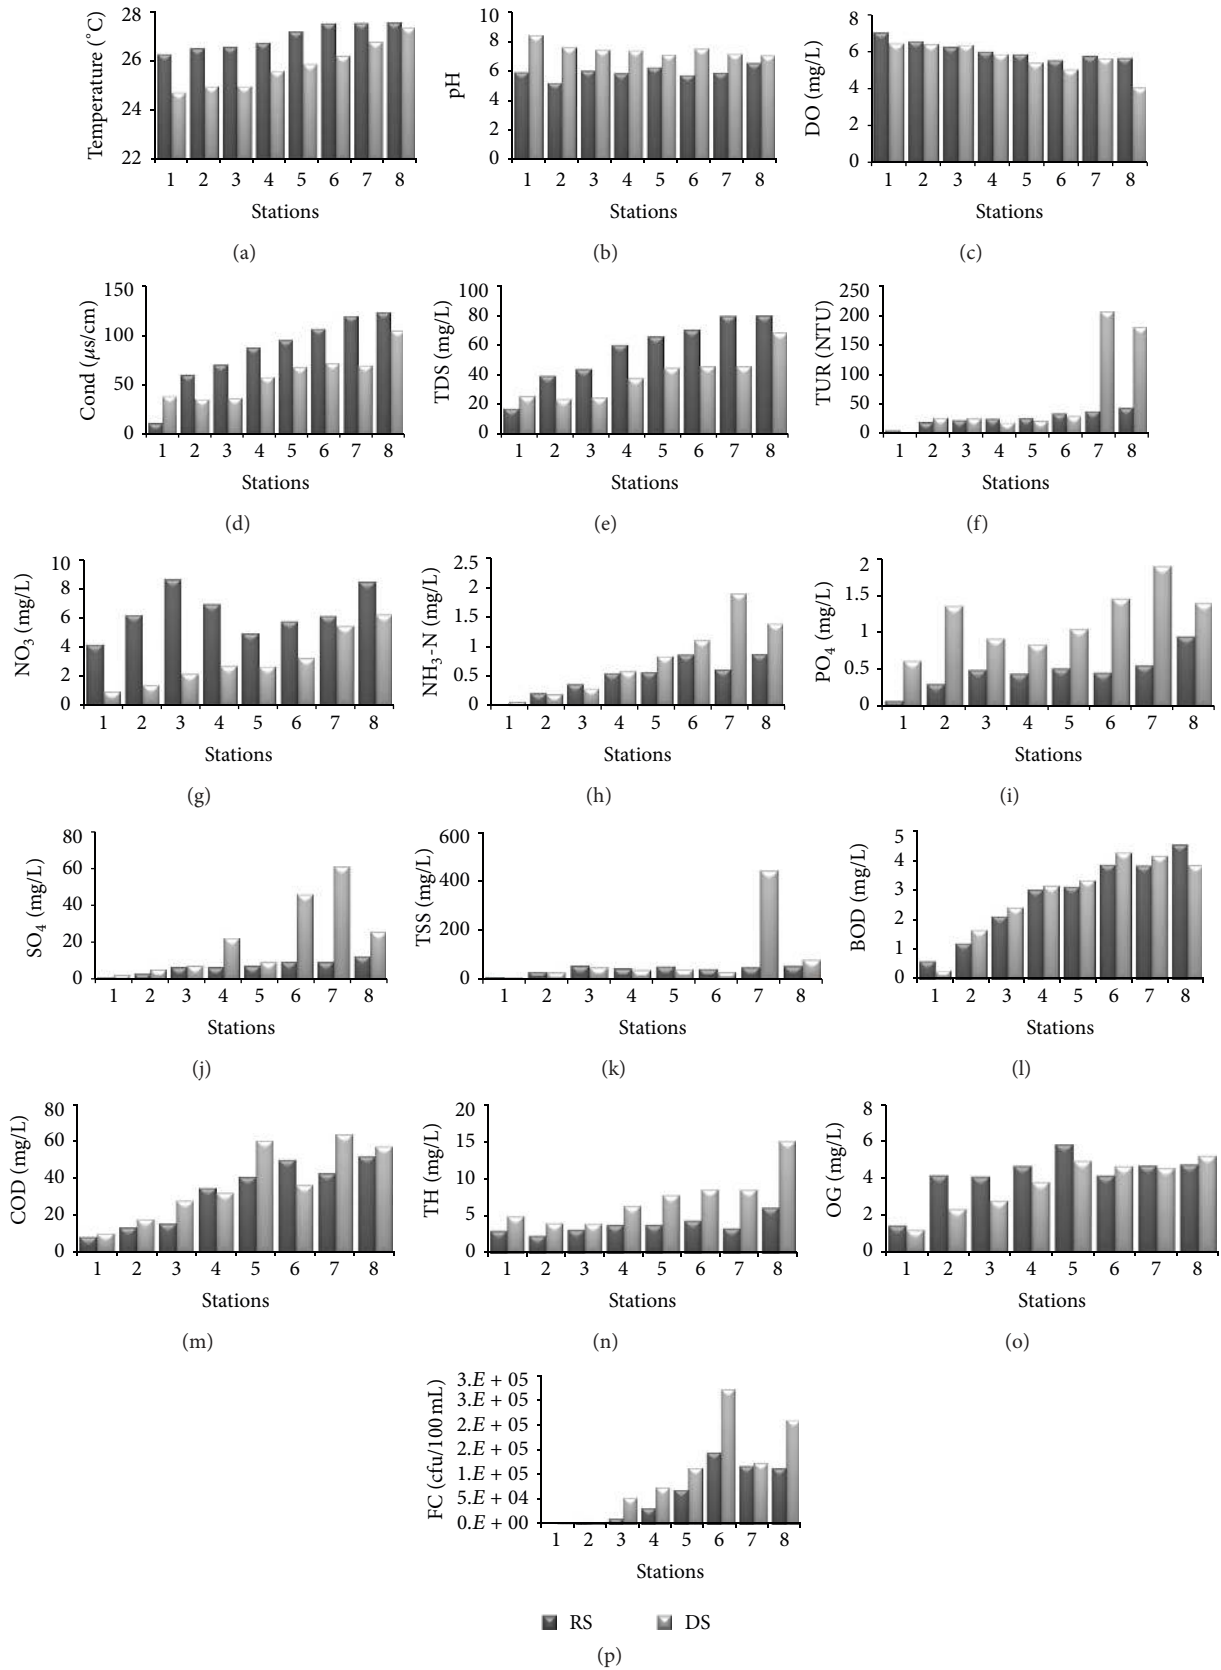 Temperature (°C)
28
26
24
22
1 2 3 4 5 6 7 8
Stations
(a)
pH
10
8
6
4
2
0
1 2 3 4 5 6 7 8
Stations
(b)
DO (mg/L)
8
6
4
2
0
1 2 3 4 5 6 7 8
Stations
(c)
Cond (μs/cm)
150
100
50
0
1 2 3 4 5 6 7 8
Stations
(d)
TDS (mg/L)
100
80
60
40
20
0
1 2 3 4 5 6 7 8
Stations
(e)
TUR (NTU)
250
200
150
100
50
0
1 2 3 4 5 6 7 8
Stations
(f)
NO3 (mg/L)
10
8
6
4
2
0
1 2 3 4 5 6 7 8
Stations
(g)
NH3-N (mg/L)
2.5
2
1.5
1
0.5
0
1 2 3 4 5 6 7 8
Stations
(h)
PO4 (mg/L)
2
1.5
1
0.5
0
1 2 3 4 5 6 7 8
Stations
(i)
SO4 (mg/L)
80
60
40
20
0
1 2 3 4 5 6 7 8
Stations
(j)
TSS (mg/L)
600
400
200
0
1 2 3 4 5 6 7 8
Stations
(k)
BOD (mg/L)
5
4
3
2
1
0
1 2 3 4 5 6 7 8
Stations
(l)
COD (mg/L)
80
60
40
20
0
1 2 3 4 5 6 7 8
Stations
(m)
TH (mg/L)
20
15
10
5
0
1 2 3 4 5 6 7 8
Stations
(n)
OG (mg/L)
8
6
4
2
0
1 2 3 4 5 6 7 8
Stations
(o)
FC (cfu/100 mL)
3.E + 05
3.E + 05
2.E + 05
2.E + 05
1.E + 05
5.E + 04
0.E + 00
1 2 3 4 5 6 7 8
Stations
RS DS
(p)